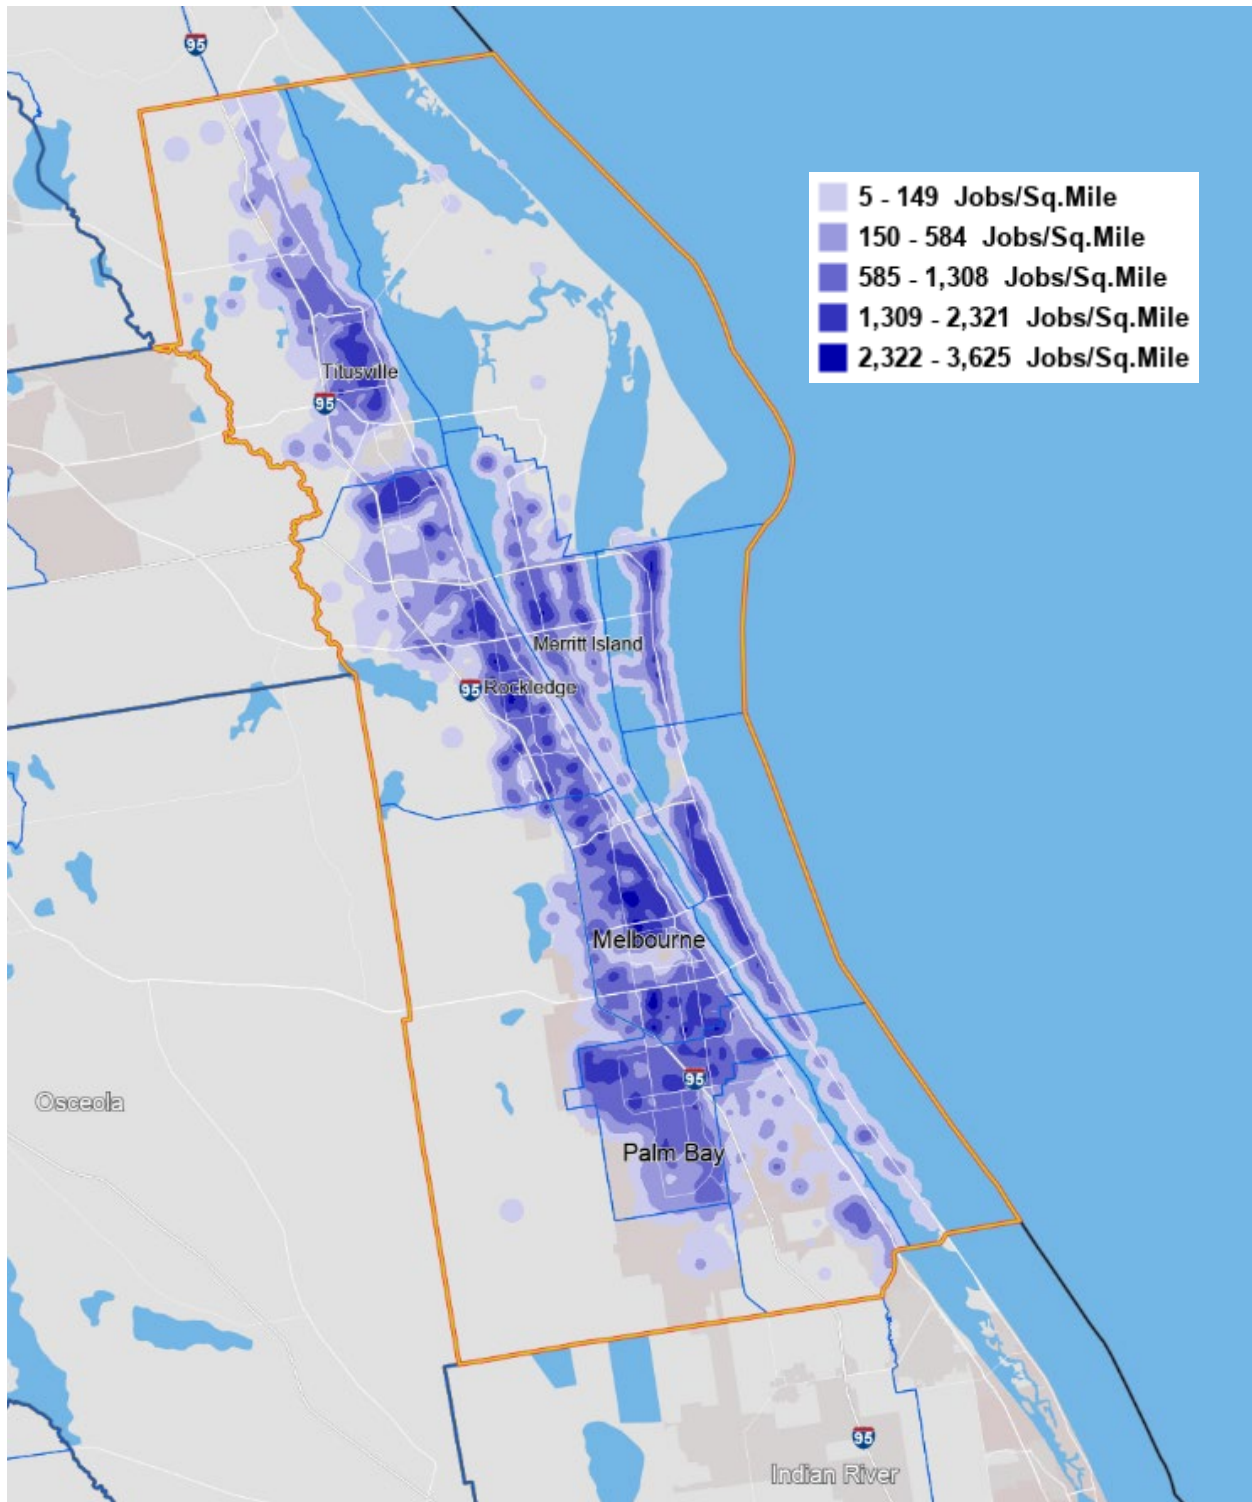 95
5 - 149 Jobs/Sq.Mile
150 - 584 Jobs/Sq.Mile
585 - 1,308 Jobs/Sq.Mile
1,309 - 2,321 Jobs/Sq.Mile
2,322 - 3,625 Jobs/Sq.Mile
Titusville
95
Merritt Island
95 Rockledge
Melbourne
95
Osceola
Palm Bay
95
Indian River